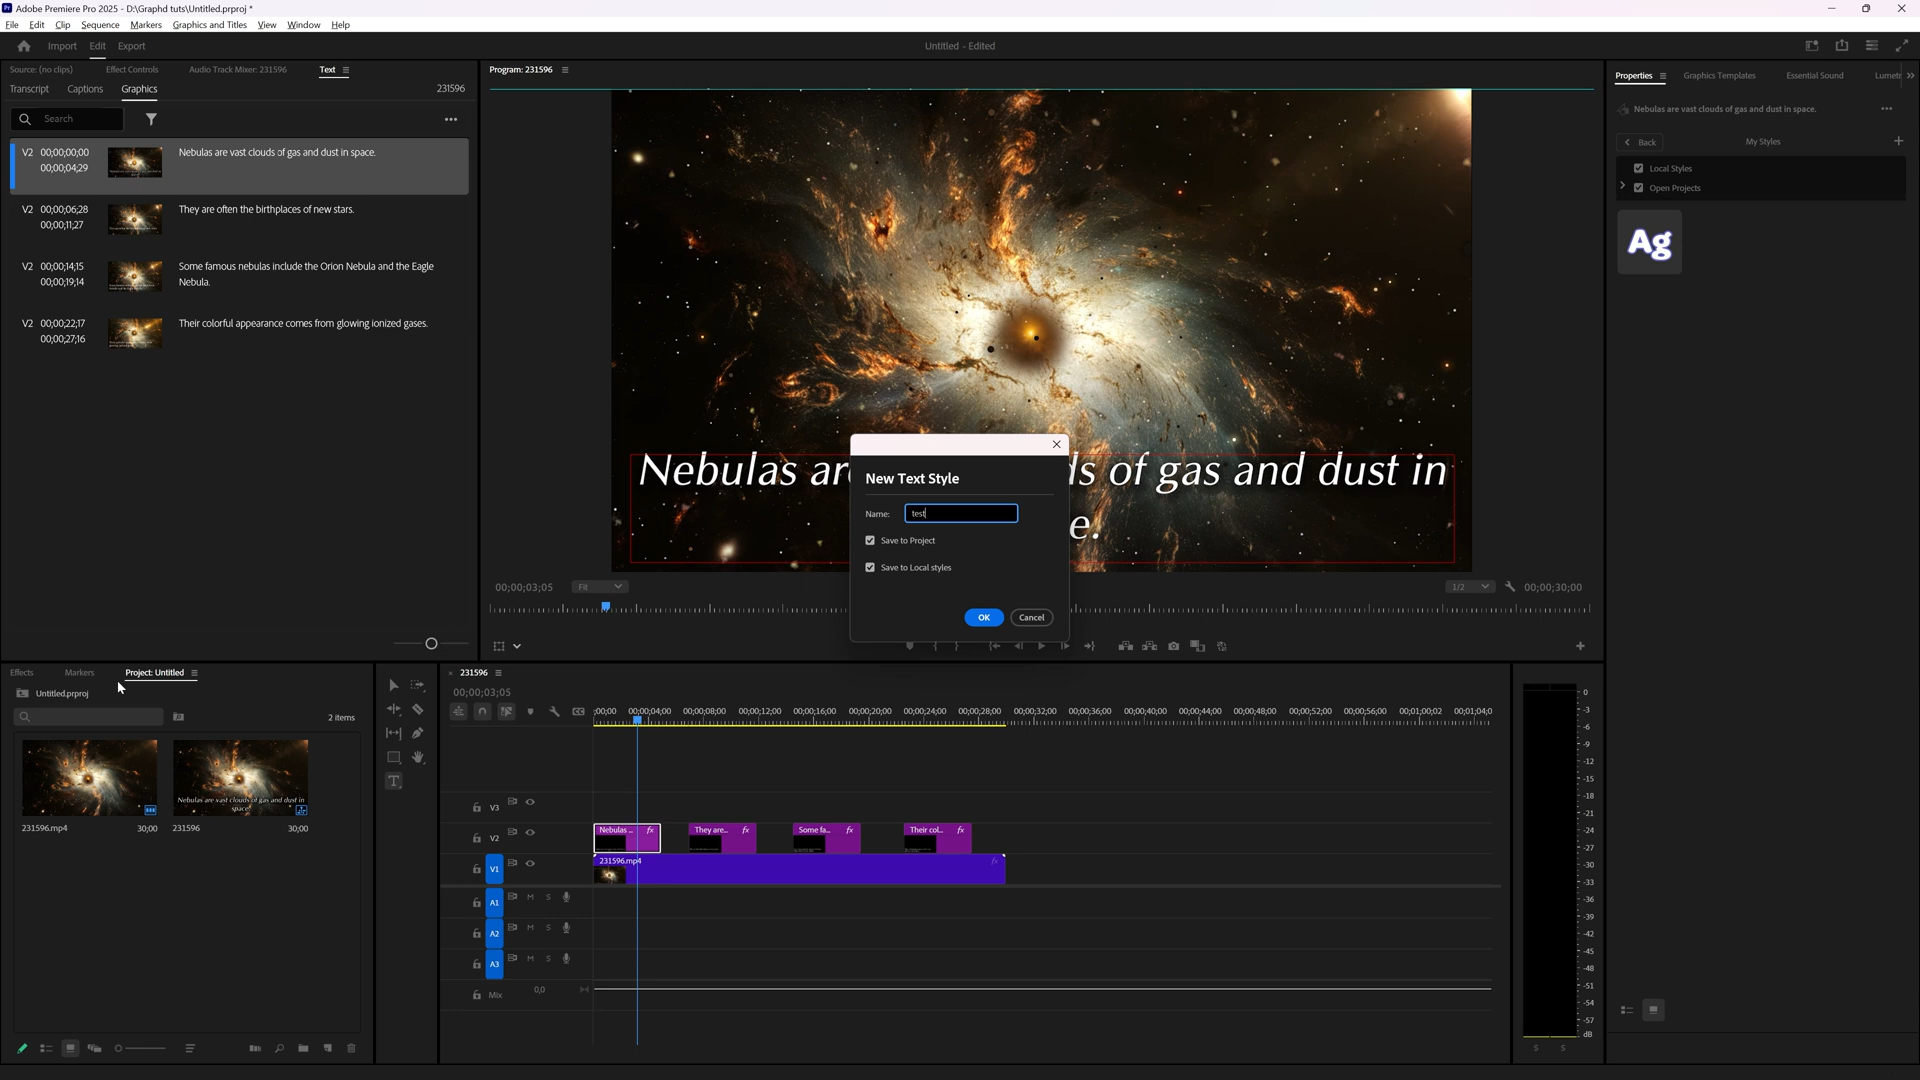 Adobe Premiere Pro 2025 - D:\Graphd tuts\Untitled.prproj *
File Edit Clip Sequence Markers Graphics and Titles View Window Help
Import Edit Export
Untitled - Edited
Source: (no clips) Effect Controls Audio Track Mixer: 231596 Text
Transcript Captions Graphics 231596
Search
V2 00;00;00;00 Nebulas are vast clouds of gas and dust in space.
00;00;04;29
V2 00;00;06;28 They are often the birthplaces of new stars.
00;00;11;27
V2 00;00;14;15 Some famous nebulas include the Orion Nebula and the Eagle
00;00;19;14 Nebula.
V2 00;00;22;17 Their colorful appearance comes from glowing ionized gases.
00;00;27;16
Program: 231596
Nebulas ar ds of gas and dust in
e.
New Text Style
Name: test
Save to Project
Save to Local styles
OK Cancel
00;00;03;05 Fit 1/2 00;00;30;00
Properties Graphics Templates Essential Sound Lumetr
Nebulas are vast clouds of gas and dust in space.
Back My Styles
Local Styles
Open Projects
Ag
Effects Markers Project: Untitled
Untitled.prproj
2 items
Nebulas are vast clouds of gas and dust in
space.
231596.mp4 30;00 231596 30;00
231596
00;00;03;05
;00;00 00;00;04;00 00;00;08;00 00;00;12;00 00;00;16;00 00;00;20;00 00;00;24;00 00;00;28;00 00;00;32;00 00;00;36;00 00;00;40;00 00;00;44;00 00;00;48;00 00;00;52;00 00;00;56;00 00;01;00;02 00;01;04;0
V3
V2 Nebulas ... fx They are... fx Some fa... fx Their col... fx
V1 231596.mp4 fx
A1 M S
A2 M S
A3 M S
Mix 0,0
0
-3
-6
-9
-12
-15
-18
-21
-24
-27
-30
-33
-36
-39
-42
-45
-48
-51
-54
-57
dB
S S